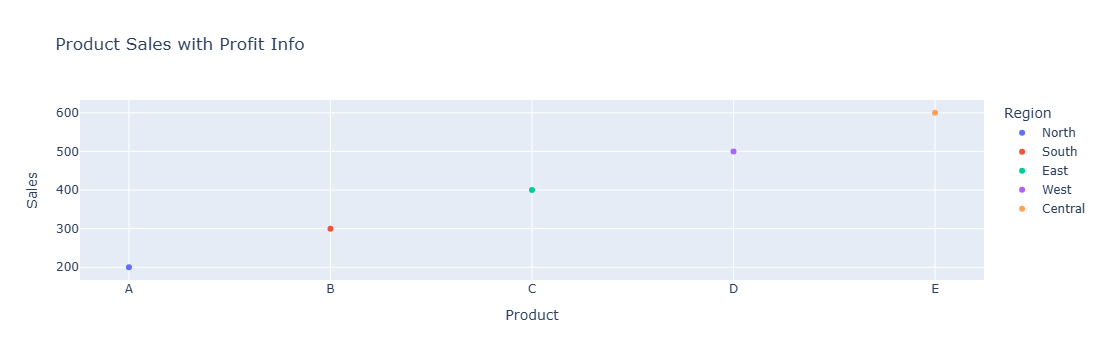 Product Sales with Profit Info
Sales
600
500
400
300
200
A B C D E
Product
Region
North
South
East
West
Central